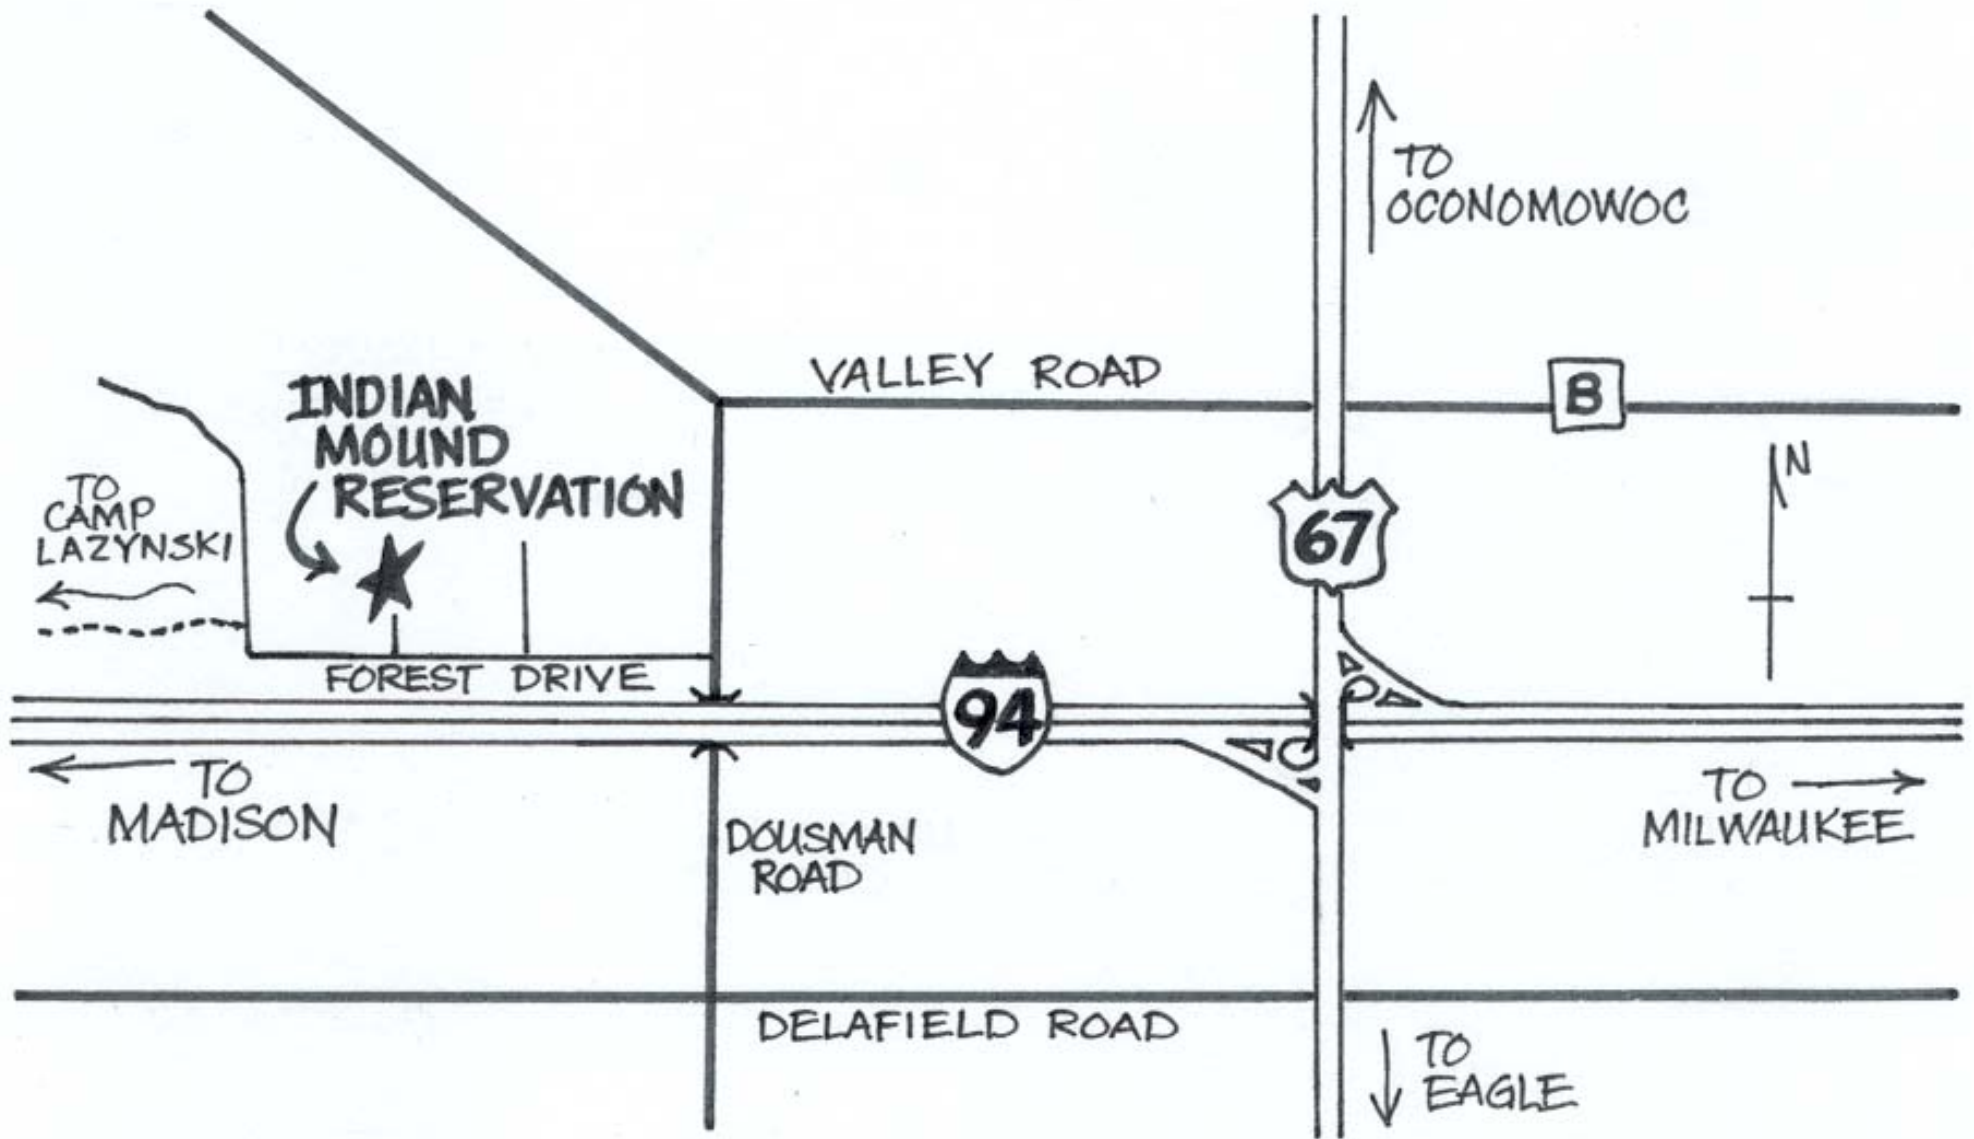 TO
OCONOMOWOC
VALLEY ROAD
B
INDIAN
MOUND
RESERVATION
N
TO
CAMP
LAZYNSKI
67
FOREST DRIVE
94
TO
MADISON
TO
MILWAUKEE
DOUSMAN
ROAD
DELAFIELD ROAD
TO
EAGLE